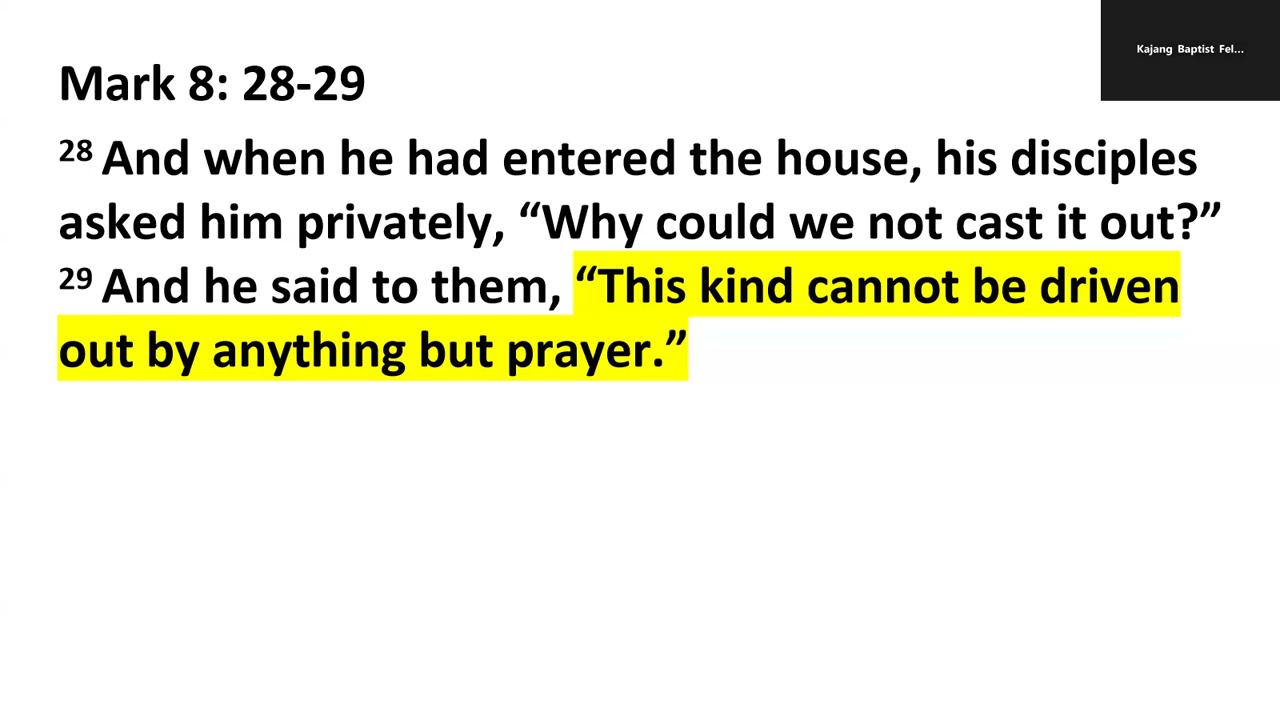 Kajang Baptist Fel...
Mark 8: 28-29
28 And when he had entered the house, his disciples
asked him privately, “Why could we not cast it out?”
29 And he said to them, “This kind cannot be driven
out by anything but prayer.”